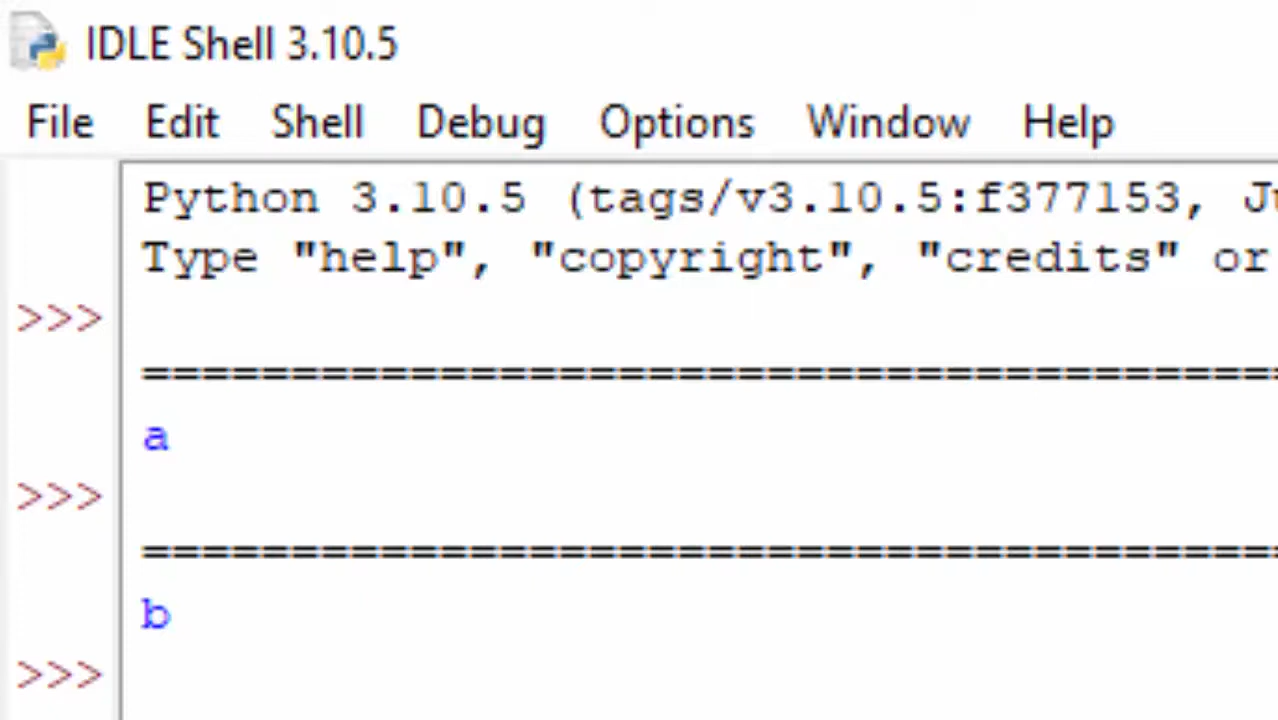 IDLE Shell 3.10.5
File Edit Shell Debug Options Window Help
Python 3.10.5 (tags/v3.10.5:f377153,
Type "help", "copyright", "credits" or
>>>
=======================================
a
>>>
=======================================
b
>>>